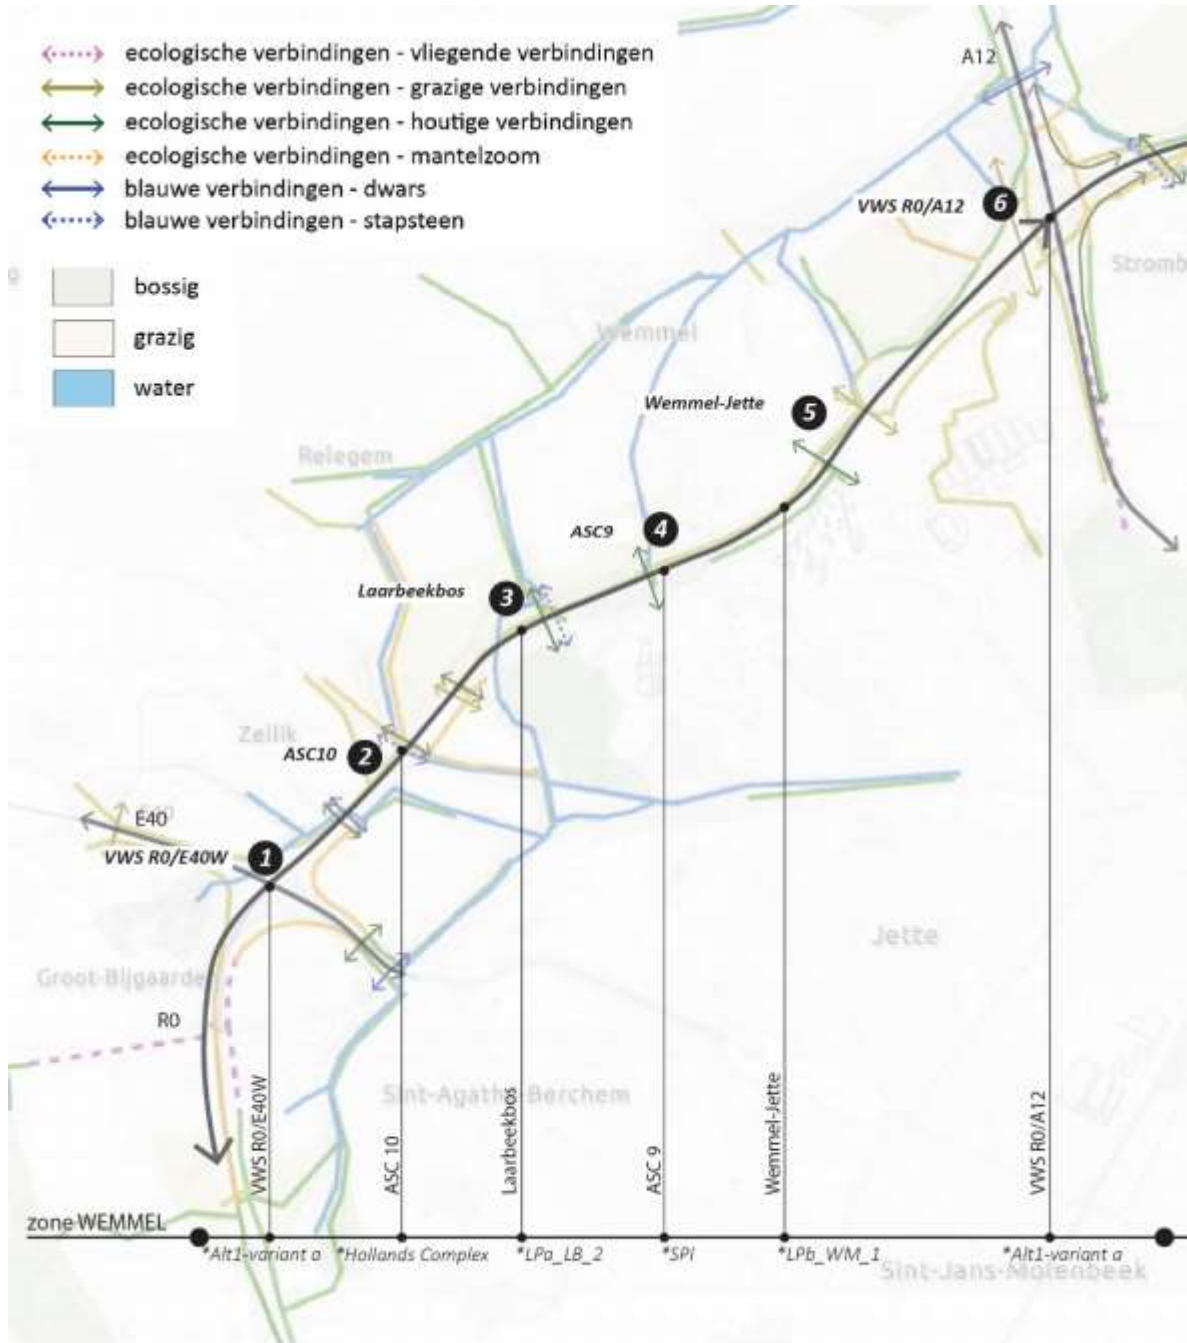 ecologische verbindingen - vliegende verbindingen
ecologische verbindingen - grazige verbindingen
ecologische verbindingen - houtige verbindingen
ecologische verbindingen - mantelzoom
blauwe verbindingen - dwars
blauwe verbindingen - stapsteen
bossig
grazig
water
A12
VWS R0/A12
6
Stromb
Wemmel
Wemmel-Jette
5
Relegem
ASC9
4
Laarbeekbos
3
Zellik
ASC10
2
E40
VWS R0/E40W
1
Jette
Groot-Bijgaarde
R0
Sint-Agatha-Berchem
VWS R0/E40W
ASC 10
Laarbeekbos
ASC 9
Wemmel-Jette
VWS R0/A12
zone WEMMEL
*Alt1-variant a
*Hollands Complex
*LPa_LB_2
*SPI
*LPb_WM_1
*Alt1-variant a
Sint-Jans-Molenbeek